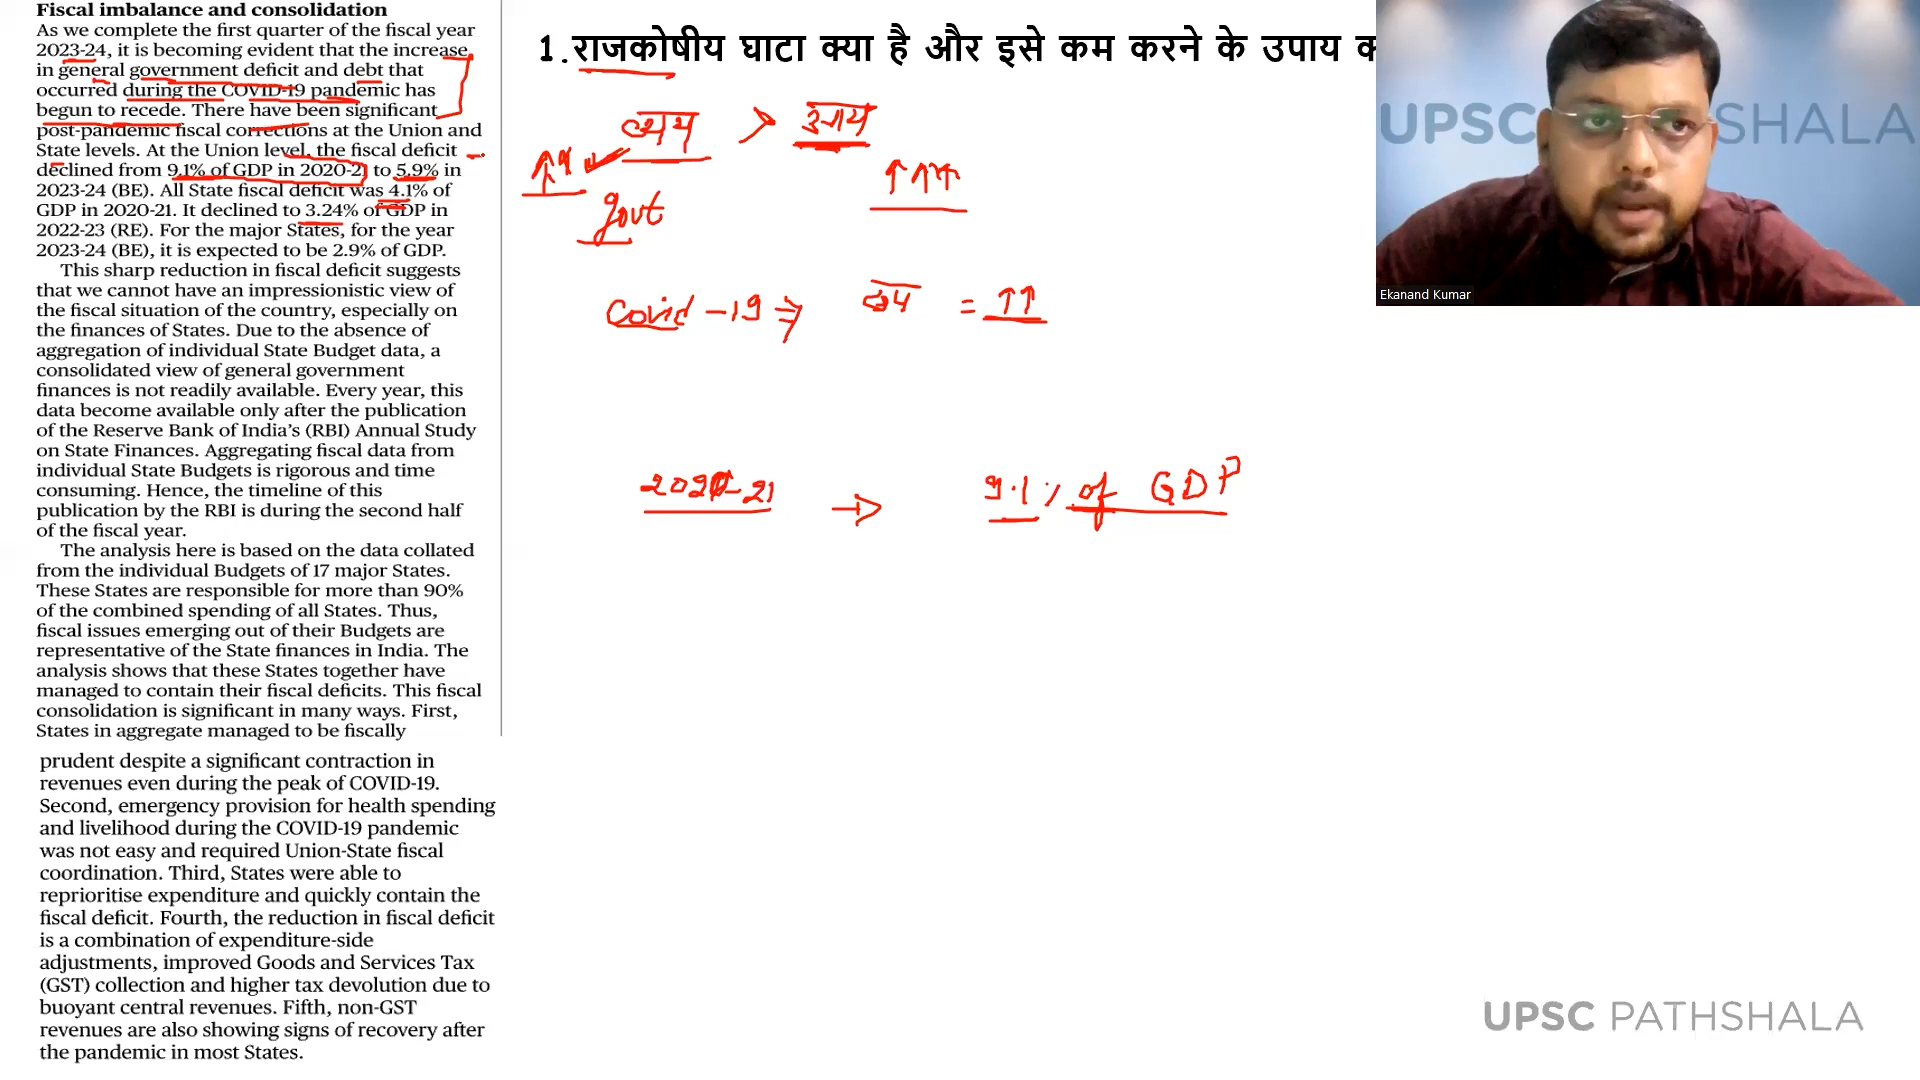 Fiscal imbalance and consolidation
As we complete the first quarter of the fiscal year
2023-24, it is becoming evident that the increase
in general government deficit and debt that
occurred during the COVID-19 pandemic has
begun to recede. There have been significant
post-pandemic fiscal corrections at the Union and
State levels. At the Union level, the fiscal deficit
declined from 9.1% of GDP in 2020-21 to 5.9% in
2023-24 (BE). All State fiscal deficit was 4.1% of
GDP in 2020-21. It declined to 3.24% of GDP in
2022-23 (RE). For the major States, for the year
2023-24 (BE), it is expected to be 2.9% of GDP.
This sharp reduction in fiscal deficit suggests
that we cannot have an impressionistic view of
the fiscal situation of the country, especially on
the finances of States. Due to the absence of
aggregation of individual State Budget data, a
consolidated view of general government
finances is not readily available. Every year, this
data become available only after the publication
of the Reserve Bank of India's (RBI) Annual Study
on State Finances. Aggregating fiscal data from
individual State Budgets is rigorous and time
consuming. Hence, the timeline of this
publication by the RBI is during the second half
of the fiscal year.
The analysis here is based on the data collated
from the individual Budgets of 17 major States.
These States are responsible for more than 90%
of the combined spending of all States. Thus,
fiscal issues emerging out of their Budgets are
representative of the State finances in India. The
analysis shows that these States together have
managed to contain their fiscal deficits. This fiscal
consolidation is significant in many ways. First,
States in aggregate managed to be fiscally
prudent despite a significant contraction in
revenues even during the peak of COVID-19.
Second, emergency provision for health spending
and livelihood during the COVID-19 pandemic
was not easy and required Union-State fiscal
coordination. Third, States were able to
reprioritise expenditure and quickly contain the
fiscal deficit. Fourth, the reduction in fiscal deficit
is a combination of expenditure-side
adjustments, improved Goods and Services Tax
(GST) collection and higher tax devolution due to
buoyant central revenues. Fifth, non-GST
revenues are also showing signs of recovery after
the pandemic in most States.
1.राजकोषीय घाटा क्या है और इसे कम करने के उपाय
व्यय > आय
↑↑ ↑↑↑
govt
Covid-19 ⇒ = ↑↑
21 → 9.1% of GDP
UPSC SHALA
Ekanand Kumar
UPSC PATHSHALA